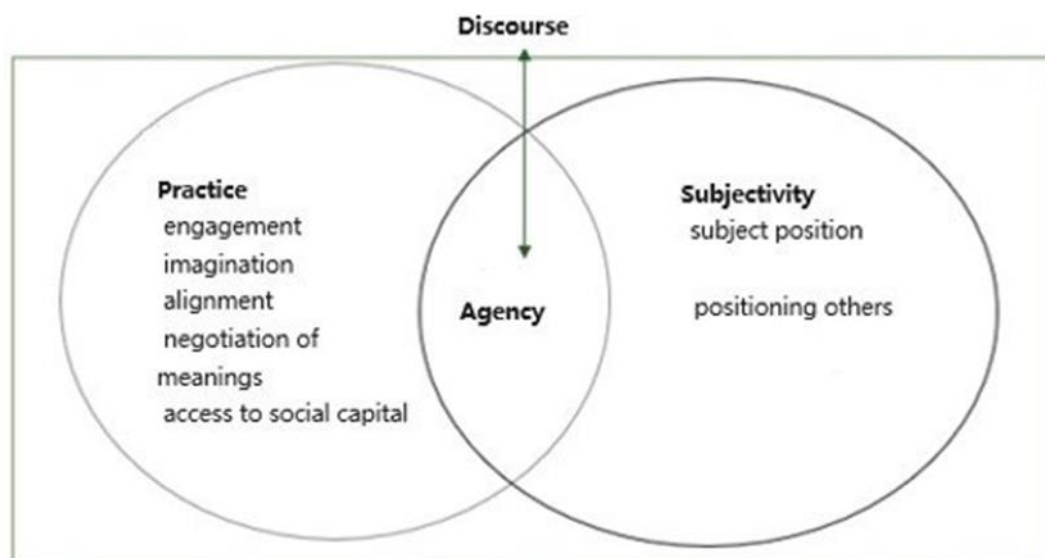 Discourse
Practice
engagement
imagination
alignment
negotiation of
meanings
access to social capital
Agency
Subjectivity
subject position
positioning others